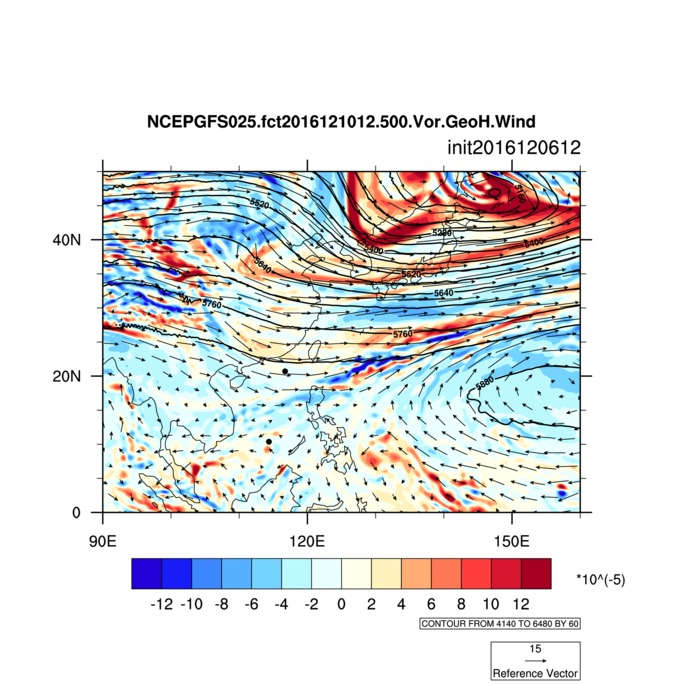 NCEPGFS025.fct2016121012.500.Vor.GeoH.Wind
init2016120612
5520
5280
5400
5400
40N
5640
5520
5640
5760
5760
20N
5880
0
90E 120E 150E
-12 -10 -8 -6 -4 -2 0 2 4 6 8 10 12 *10^(-5)
CONTOUR FROM 4140 TO 6480 BY 60
15
Reference Vector